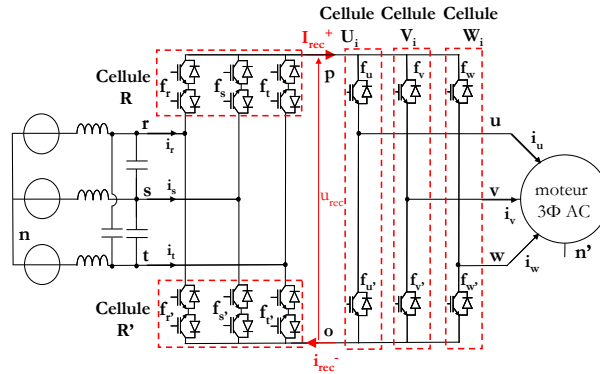 Cellule Cellule Cellule
I_rec⁺ U_i V_i W_i
p
Cellule
R
f_r f_s f_t
f_u f_v f_w
r
i_r
u
i_u
s i_s
u_rec
v
i_v
moteur
3Φ AC
n
t i_t
w
i_w
n'
Cellule
R'
f_r' f_s' f_t'
f_u' f_v' f_w'
o
i_rec⁻